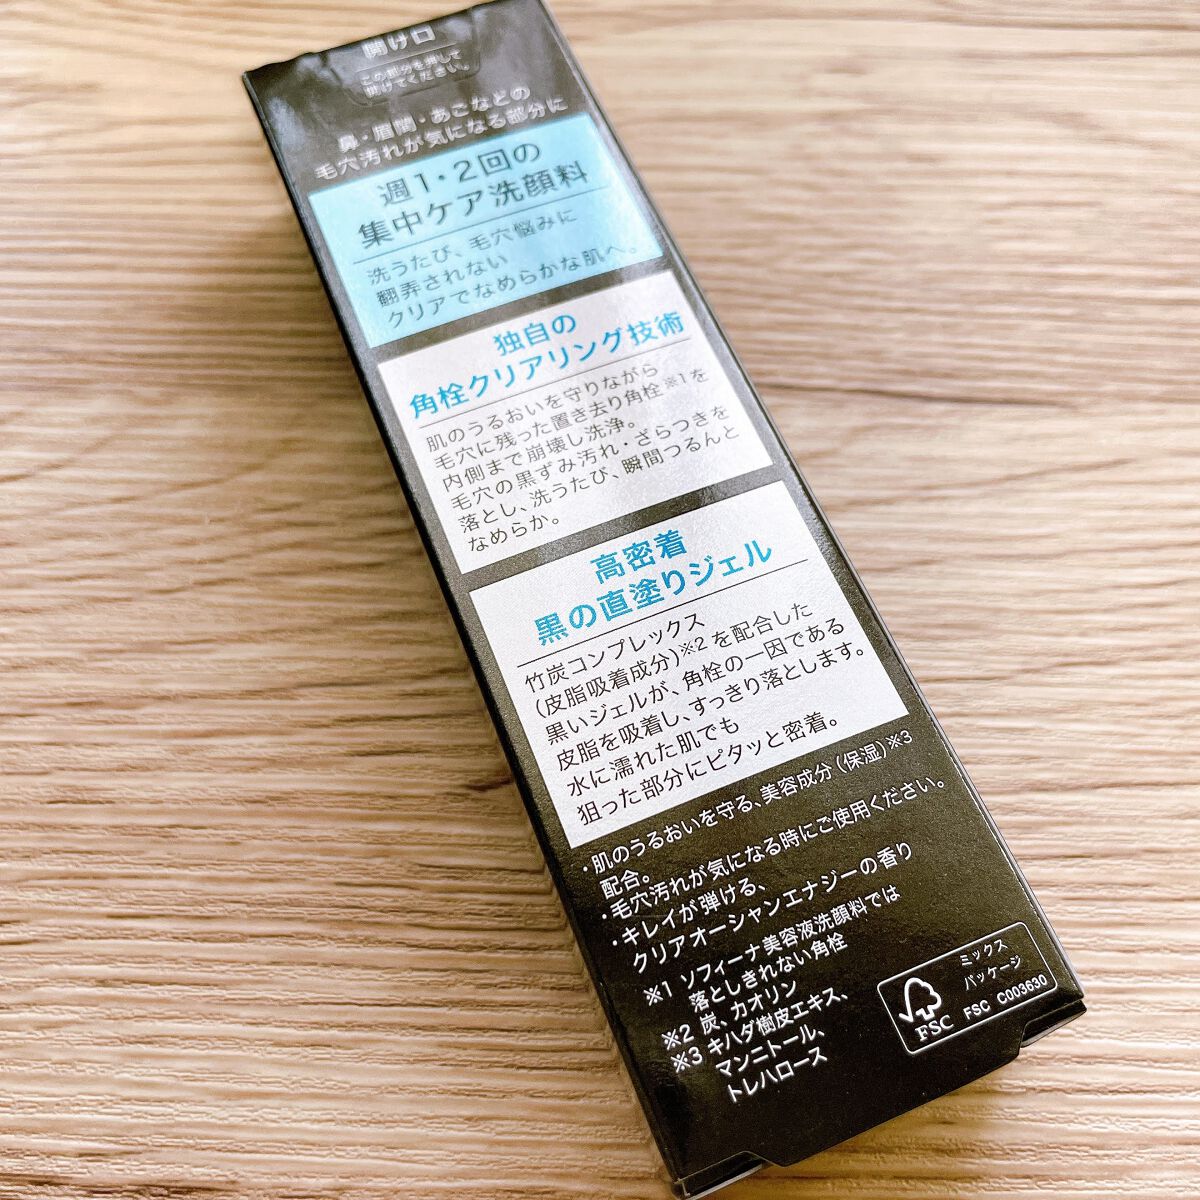 開け口
この部分を押して
開けてください。
鼻・眉間・あごなどの
毛穴汚れが気になる部分に
週1・2回の
集中ケア洗顔料
洗うたび、毛穴悩みに
翻弄されない
クリアでなめらかな肌へ。
独自の
角栓クリアリング技術
肌のうるおいを守りながら
毛穴に残った置き去り角栓※1を
内側まで崩壊し洗浄。
毛穴の黒ずみ汚れ・ざらつきを
落とし、洗うたび、瞬間つるんと
なめらか。
高密着
黒の直塗りジェル
竹炭コンプレックス
(皮脂吸着成分)※2を配合した
黒いジェルが、角栓の一因である
皮脂を吸着し、すっきり落とします。
水に濡れた肌でも
狙った部分にピタッと密着。
・肌のうるおいを守る、美容成分(保湿)※3
配合。
・毛穴汚れが気になる時にご使用ください。
・キレイが弾ける、
クリアオーシャンエナジーの香り
※1 ソフィーナ美容液洗顔料では
落としきれない角栓
※2 炭、カオリン
※3 キハダ樹皮エキス、
マンニトール、
トレハロース
ミックス
パッケージ
FSC
FSC C003630